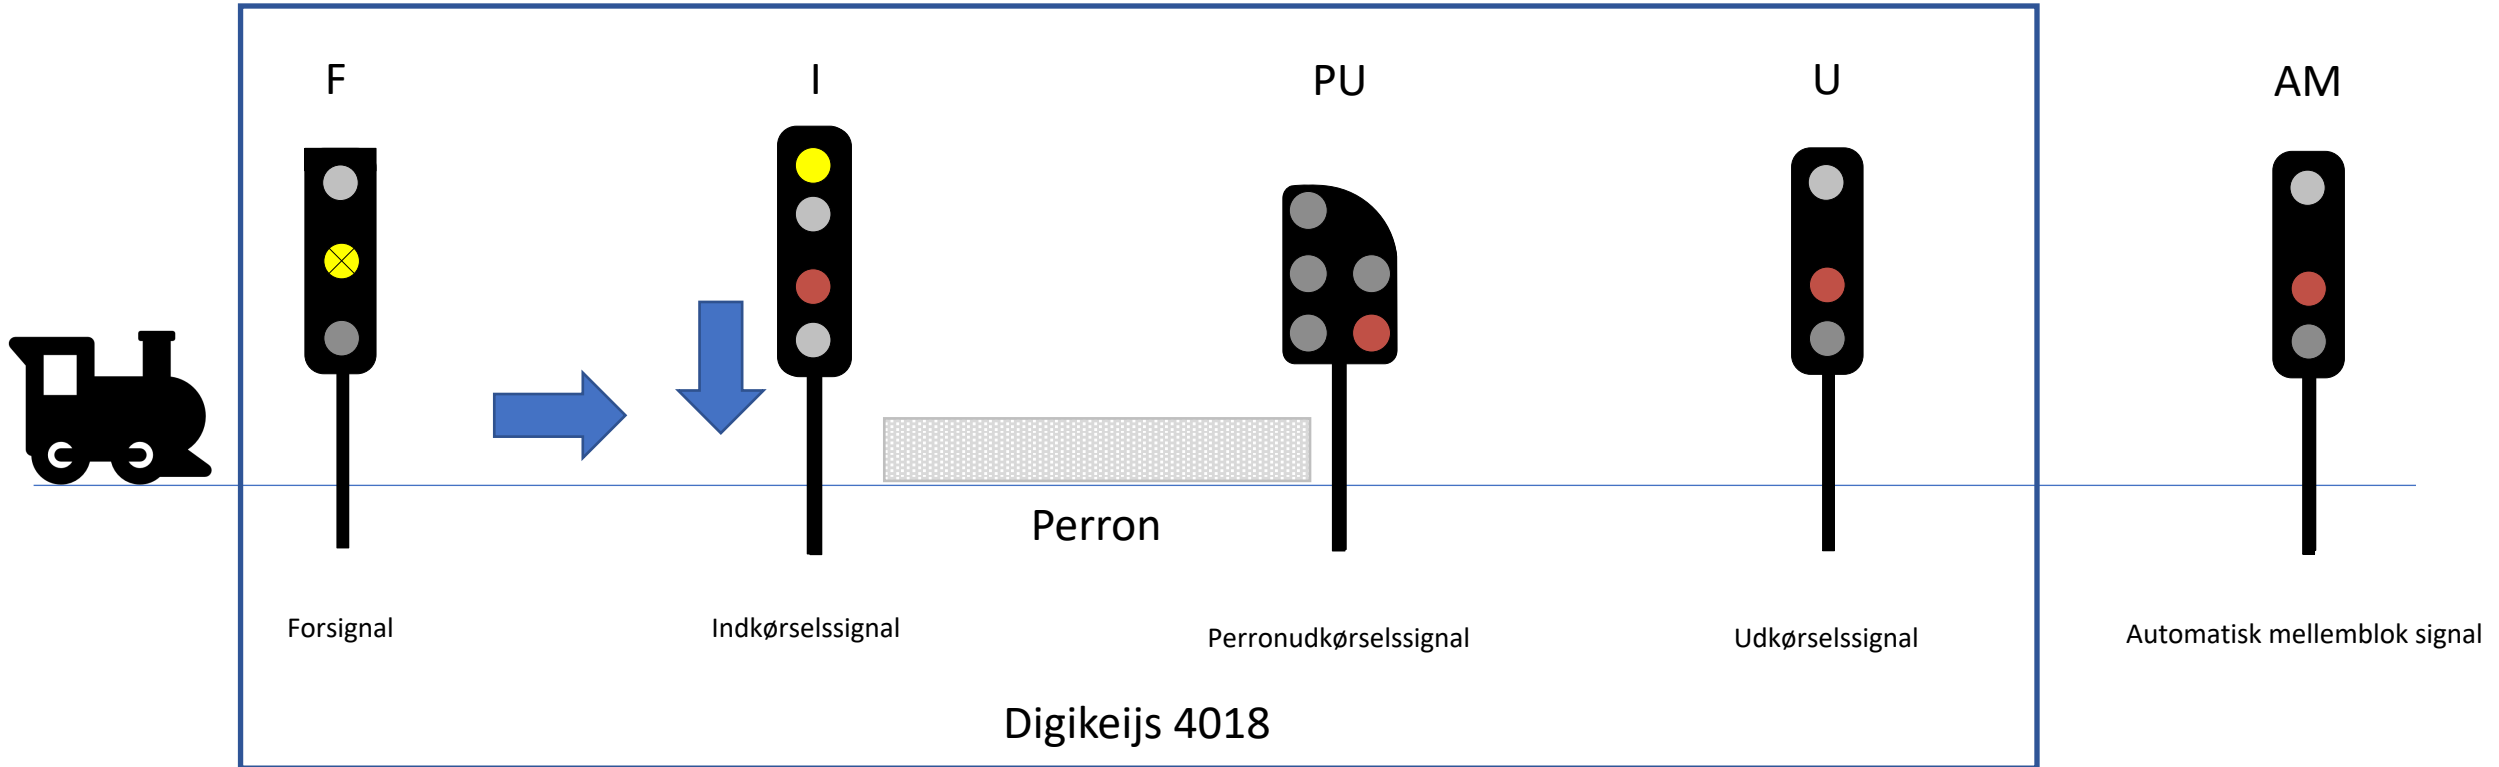 F
I
PU
U
AM
Perron
Forsignal
Indkørselssignal
Perronudkørselssignal
Udkørselssignal
Automatisk mellemblok signal
Digikeijs 4018